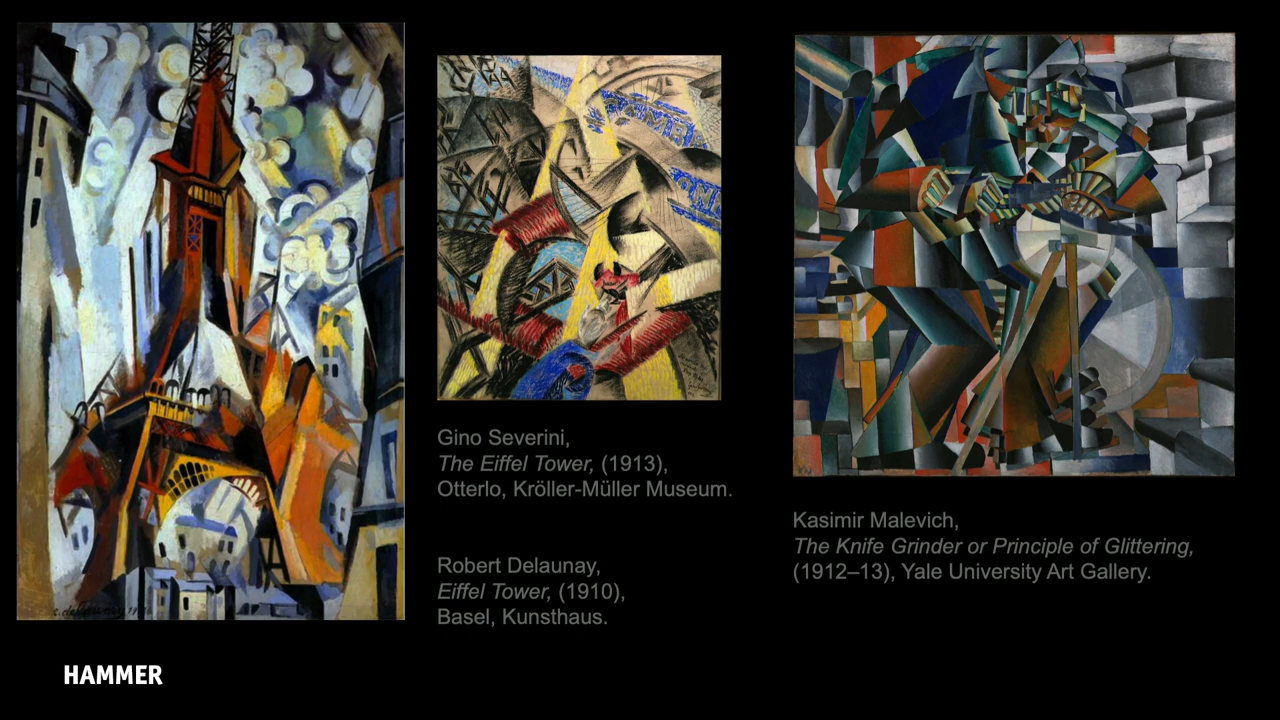 Gino Severini,
The Eiffel Tower, (1913),
Otterlo, Kröller-Müller Museum.
Robert Delaunay,
Eiffel Tower, (1910),
Basel, Kunsthaus.
Kasimir Malevich,
The Knife Grinder or Principle of Glittering,
(1912–13), Yale University Art Gallery.
HAMMER